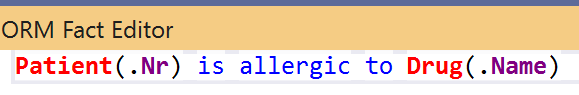 ORM Fact Editor
Patient(.Nr) is allergic to Drug(.Name)